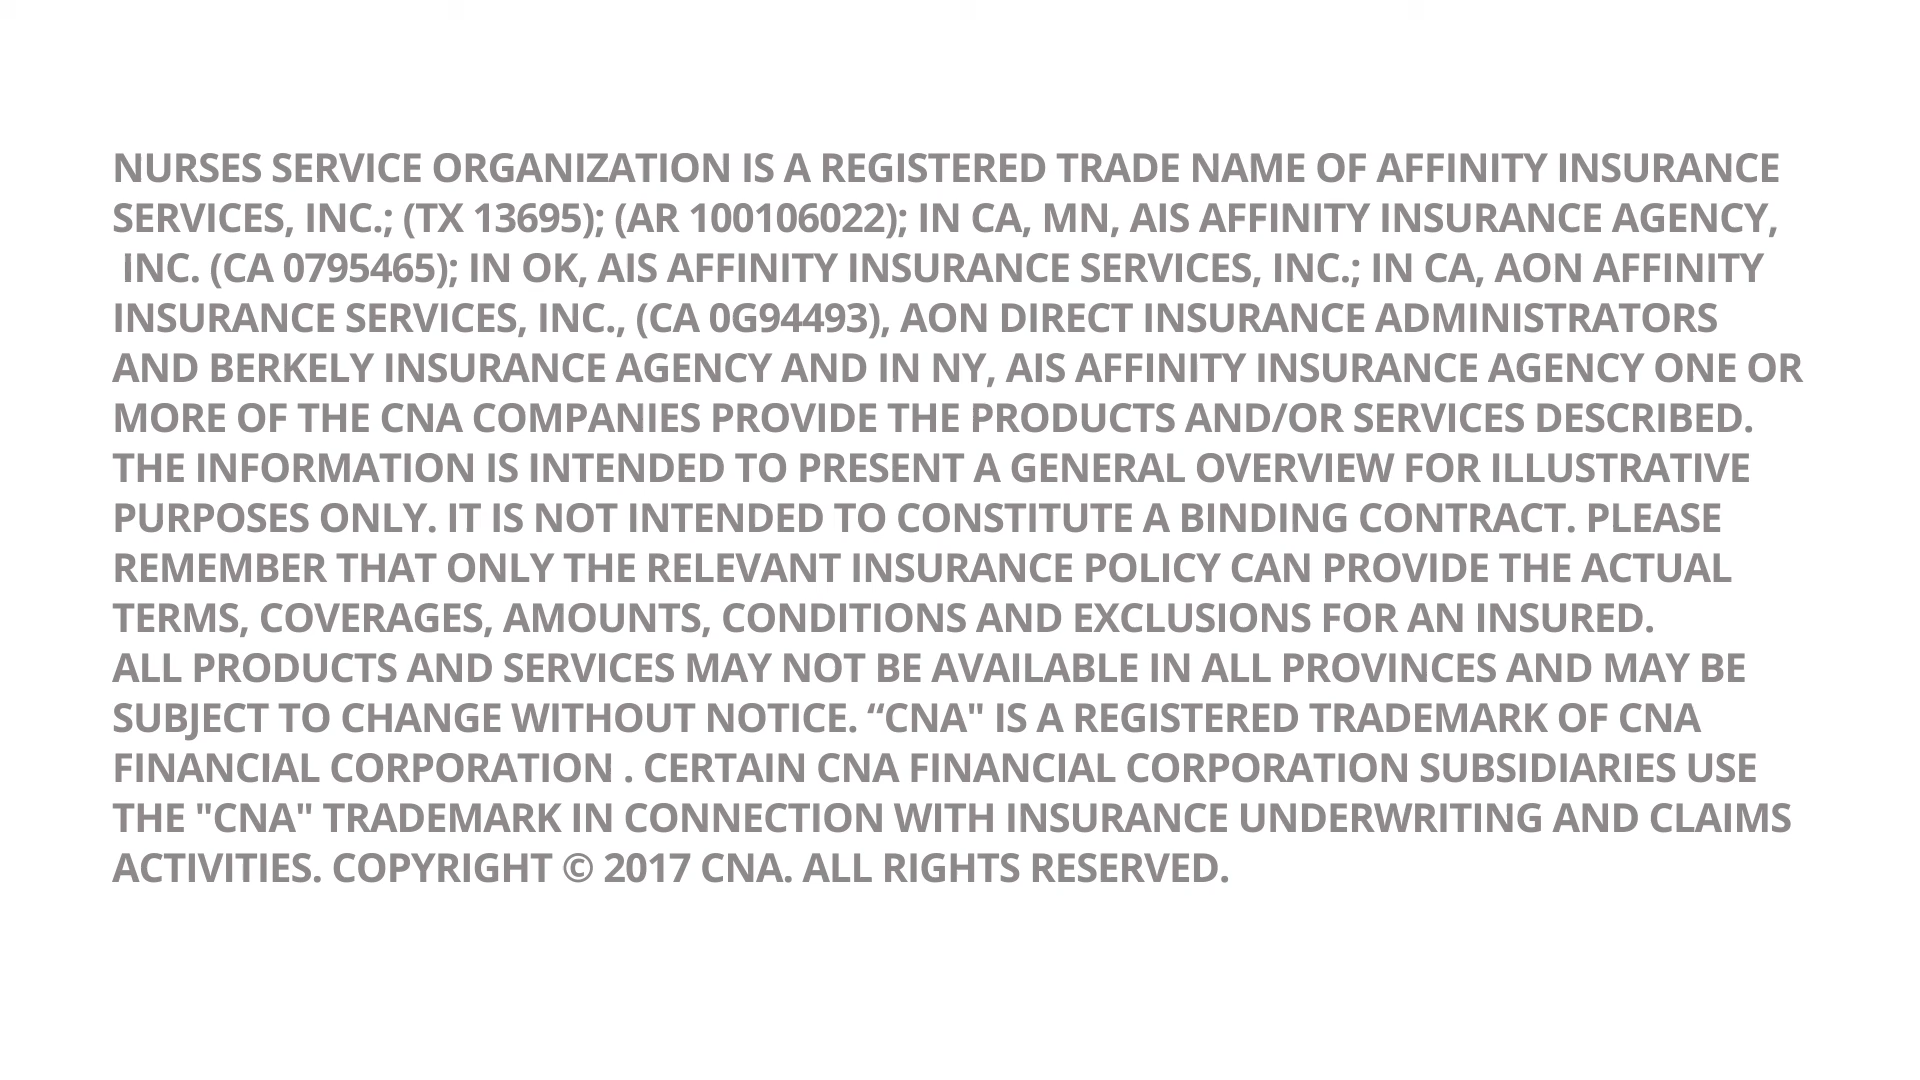 NURSES SERVICE ORGANIZATION IS A REGISTERED TRADE NAME OF AFFINITY INSURANCE
SERVICES, INC.; (TX 13695); (AR 100106022); IN CA, MN, AIS AFFINITY INSURANCE AGENCY,
INC. (CA 0795465); IN OK, AIS AFFINITY INSURANCE SERVICES, INC.; IN CA, AON AFFINITY
INSURANCE SERVICES, INC., (CA 0G94493), AON DIRECT INSURANCE ADMINISTRATORS
AND BERKELY INSURANCE AGENCY AND IN NY, AIS AFFINITY INSURANCE AGENCY ONE OR
MORE OF THE CNA COMPANIES PROVIDE THE PRODUCTS AND/OR SERVICES DESCRIBED.
THE INFORMATION IS INTENDED TO PRESENT A GENERAL OVERVIEW FOR ILLUSTRATIVE
PURPOSES ONLY. IT IS NOT INTENDED TO CONSTITUTE A BINDING CONTRACT. PLEASE
REMEMBER THAT ONLY THE RELEVANT INSURANCE POLICY CAN PROVIDE THE ACTUAL
TERMS, COVERAGES, AMOUNTS, CONDITIONS AND EXCLUSIONS FOR AN INSURED.
ALL PRODUCTS AND SERVICES MAY NOT BE AVAILABLE IN ALL PROVINCES AND MAY BE
SUBJECT TO CHANGE WITHOUT NOTICE. “CNA" IS A REGISTERED TRADEMARK OF CNA
FINANCIAL CORPORATION . CERTAIN CNA FINANCIAL CORPORATION SUBSIDIARIES USE
THE "CNA" TRADEMARK IN CONNECTION WITH INSURANCE UNDERWRITING AND CLAIMS
ACTIVITIES. COPYRIGHT © 2017 CNA. ALL RIGHTS RESERVED.